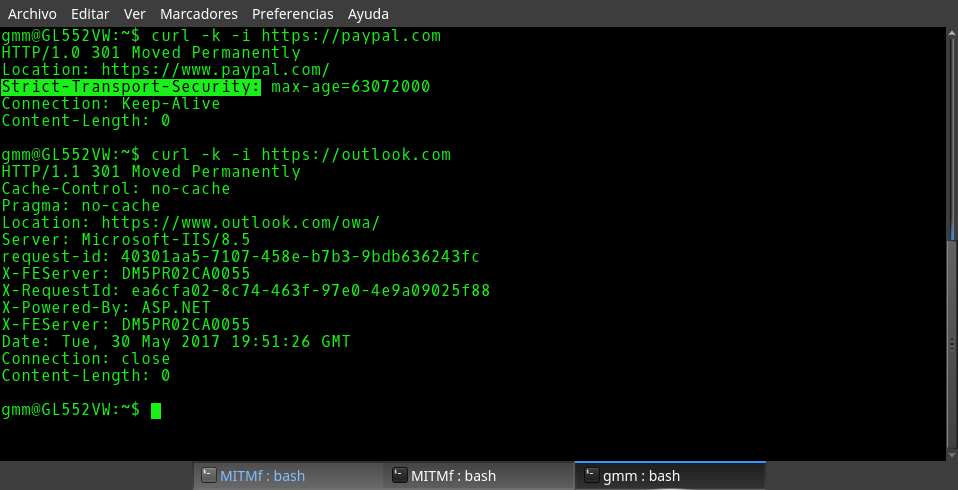 Archivo Editar Ver Marcadores Preferencias Ayuda
gmm@GL552VW:~$ curl -k -i https://paypal.com
HTTP/1.0 301 Moved Permanently
Location: https://www.paypal.com/
Strict-Transport-Security: max-age=63072000
Connection: Keep-Alive
Content-Length: 0
gmm@GL552VW:~$ curl -k -i https://outlook.com
HTTP/1.1 301 Moved Permanently
Cache-Control: no-cache
Pragma: no-cache
Location: https://www.outlook.com/owa/
Server: Microsoft-IIS/8.5
request-id: 40301aa5-7107-458e-b7b3-9bdb636243fc
X-FEServer: DM5PR02CA0055
X-RequestId: ea6cfa02-8c74-463f-97e0-4e9a09025f88
X-Powered-By: ASP.NET
X-FEServer: DM5PR02CA0055
Date: Tue, 30 May 2017 19:51:26 GMT
Connection: close
Content-Length: 0
gmm@GL552VW:~$
MITMf : bash MITMf : bash gmm : bash